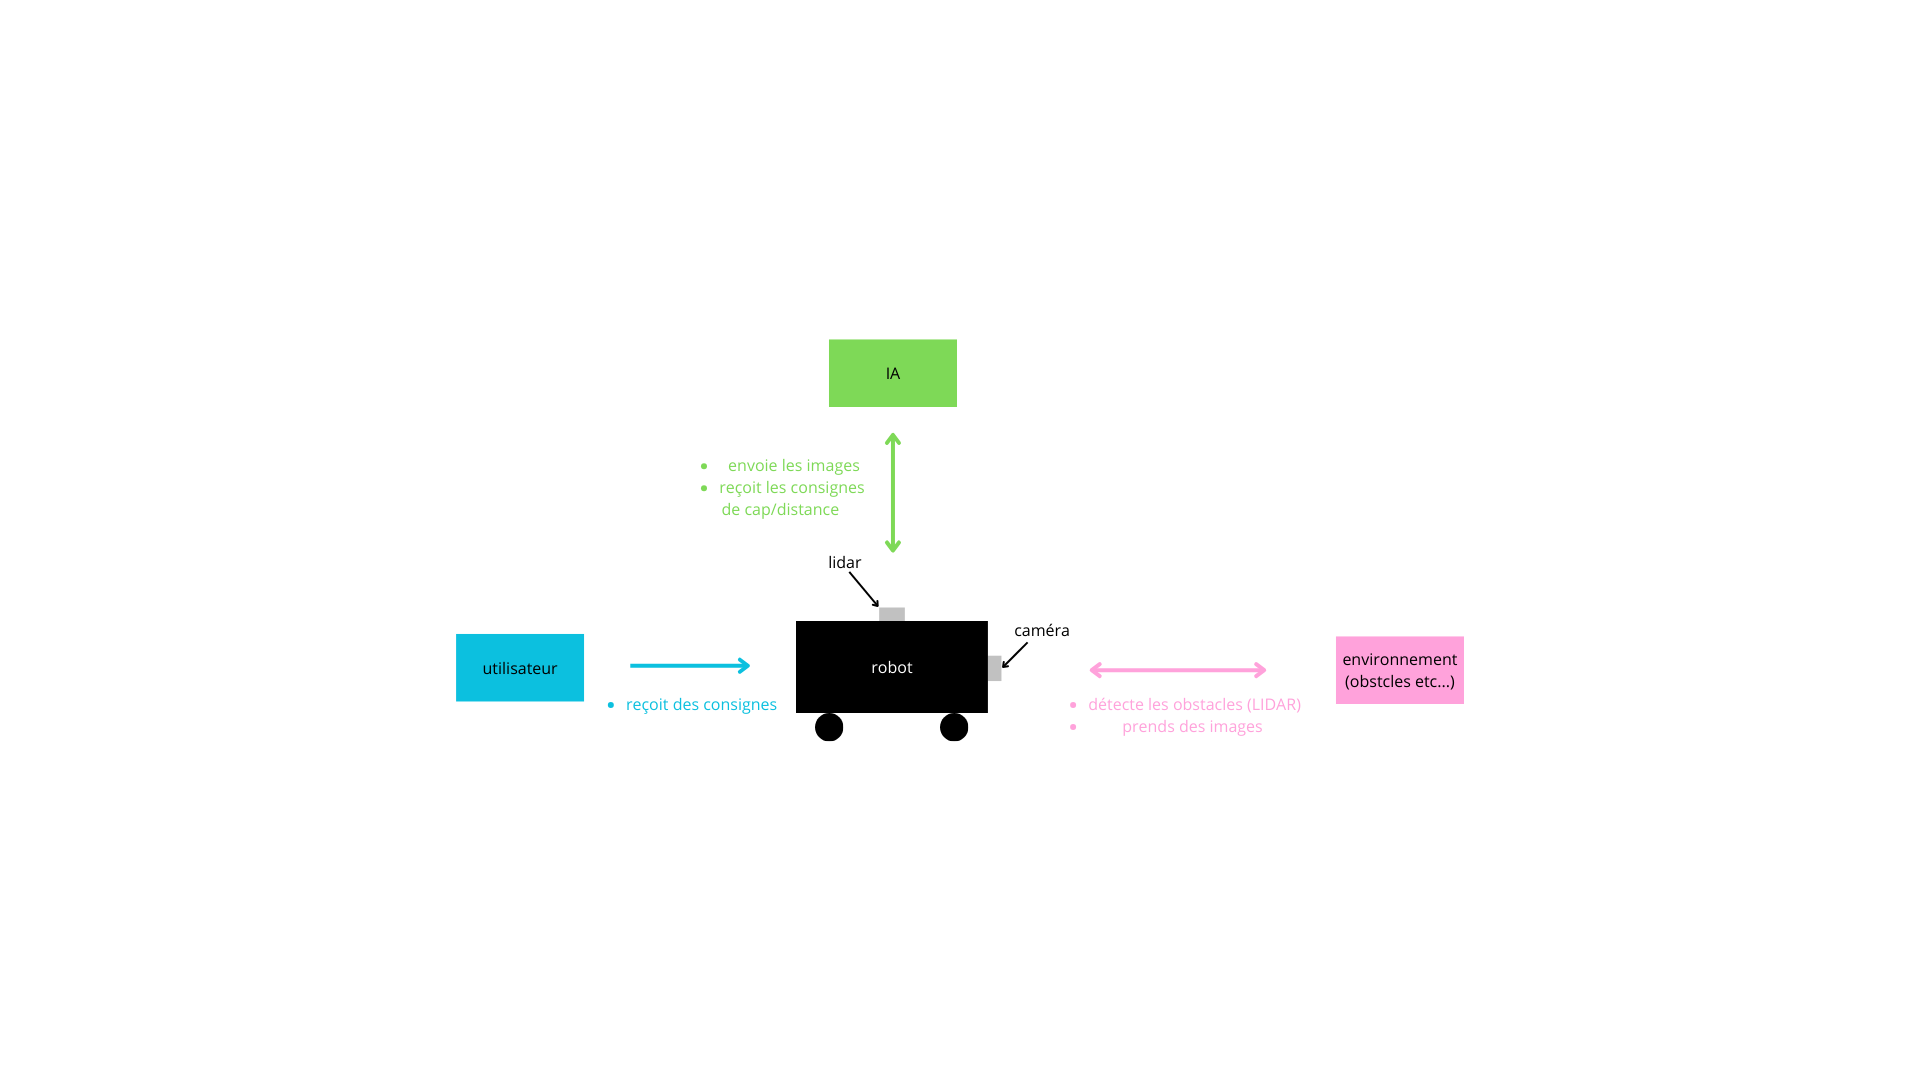 IA
envoie les images
reçoit les consignes
de cap/distance
lidar
caméra
utilisateur
robot
environnement
(obstcles etc...)
reçoit des consignes
détecte les obstacles (LIDAR)
prends des images